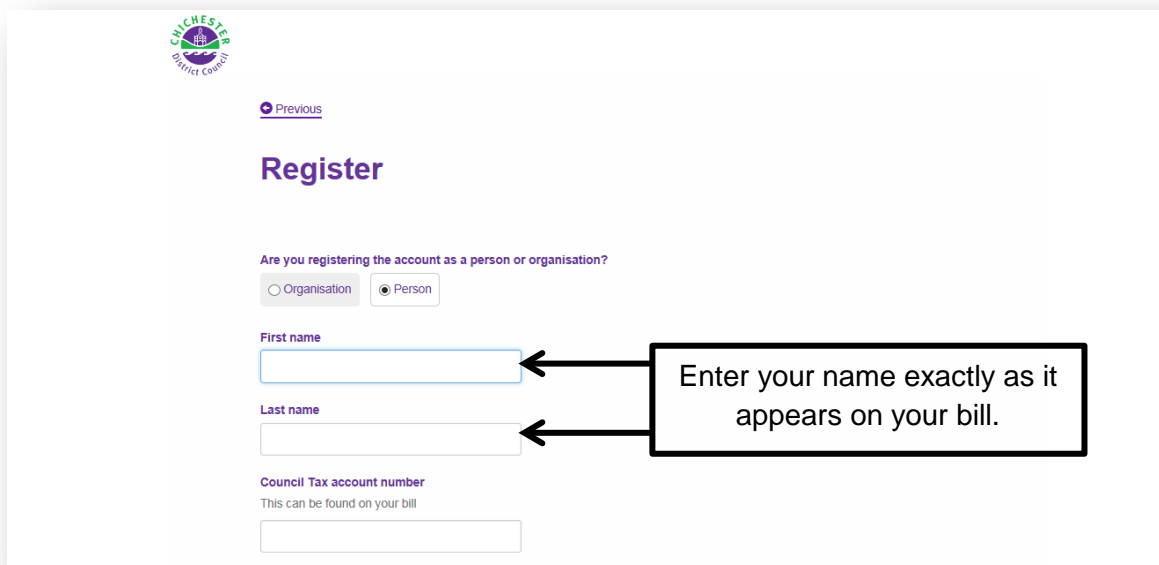 CHICHESTER
District Council
Previous
Register
Are you registering the account as a person or organisation?
Organisation
Person
First name
Enter your name exactly as it
appears on your bill.
Last name
Council Tax account number
This can be found on your bill